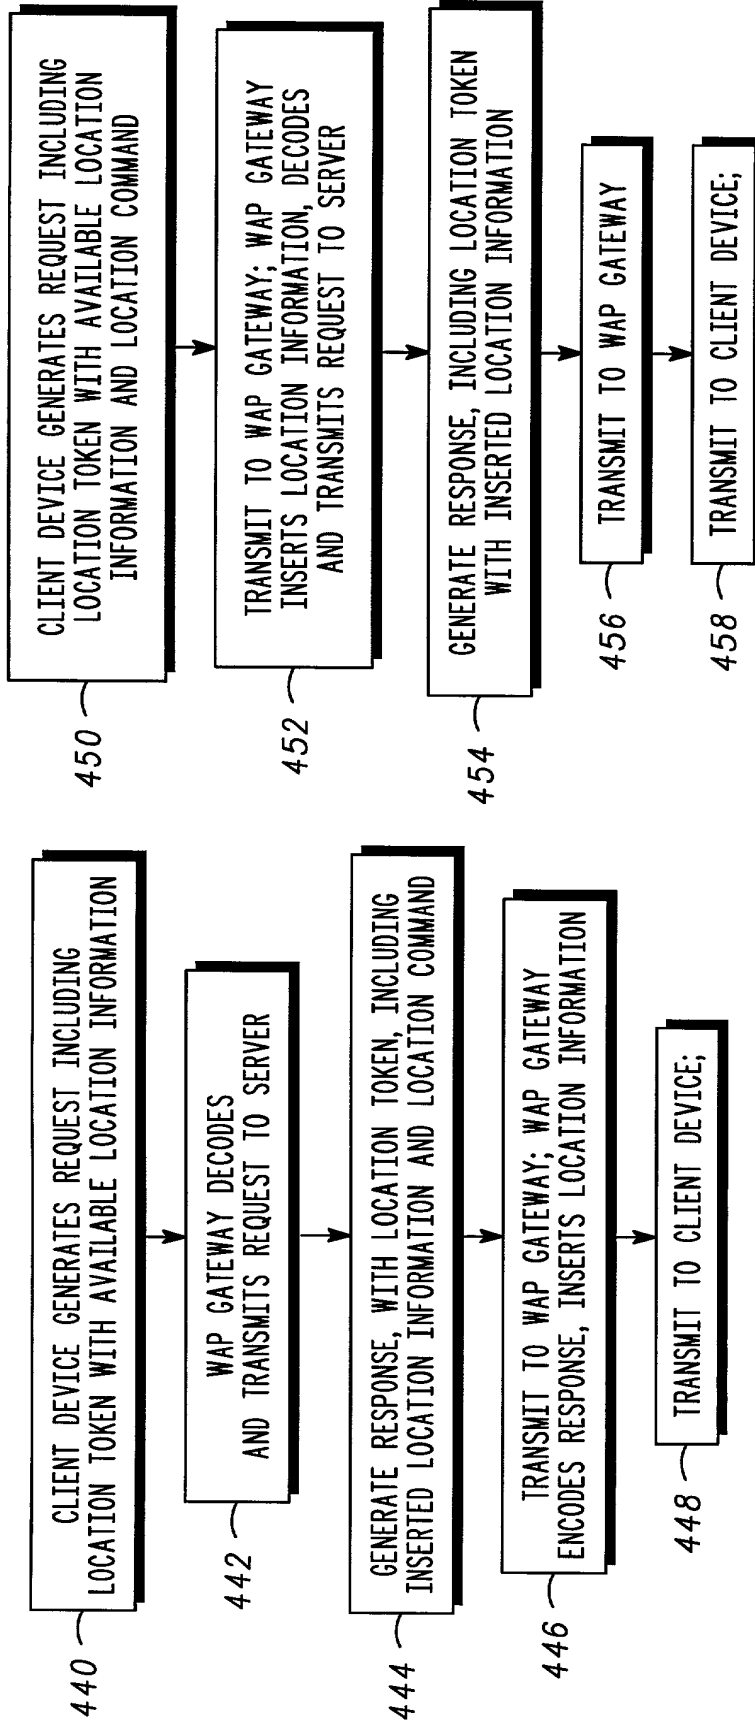 CLIENT DEVICE GENERATES REQUEST INCLUDING
LOCATION TOKEN WITH AVAILABLE LOCATION INFORMATION
440
WAP GATEWAY DECODES
AND TRANSMITS REQUEST TO SERVER
442
GENERATE RESPONSE, WITH LOCATION TOKEN, INCLUDING
INSERTED LOCATION INFORMATION AND LOCATION COMMAND
444
TRANSMIT TO WAP GATEWAY; WAP GATEWAY
ENCODES RESPONSE, INSERTS LOCATION INFORMATION
446
TRANSMIT TO CLIENT DEVICE;
448
CLIENT DEVICE GENERATES REQUEST INCLUDING
LOCATION TOKEN WITH AVAILABLE LOCATION
INFORMATION AND LOCATION COMMAND
450
TRANSMIT TO WAP GATEWAY; WAP GATEWAY
INSERTS LOCATION INFORMATION, DECODES
AND TRANSMITS REQUEST TO SERVER
452
GENERATE RESPONSE, INCLUDING LOCATION TOKEN
WITH INSERTED LOCATION INFORMATION
454
TRANSMIT TO WAP GATEWAY
456
TRANSMIT TO CLIENT DEVICE;
458